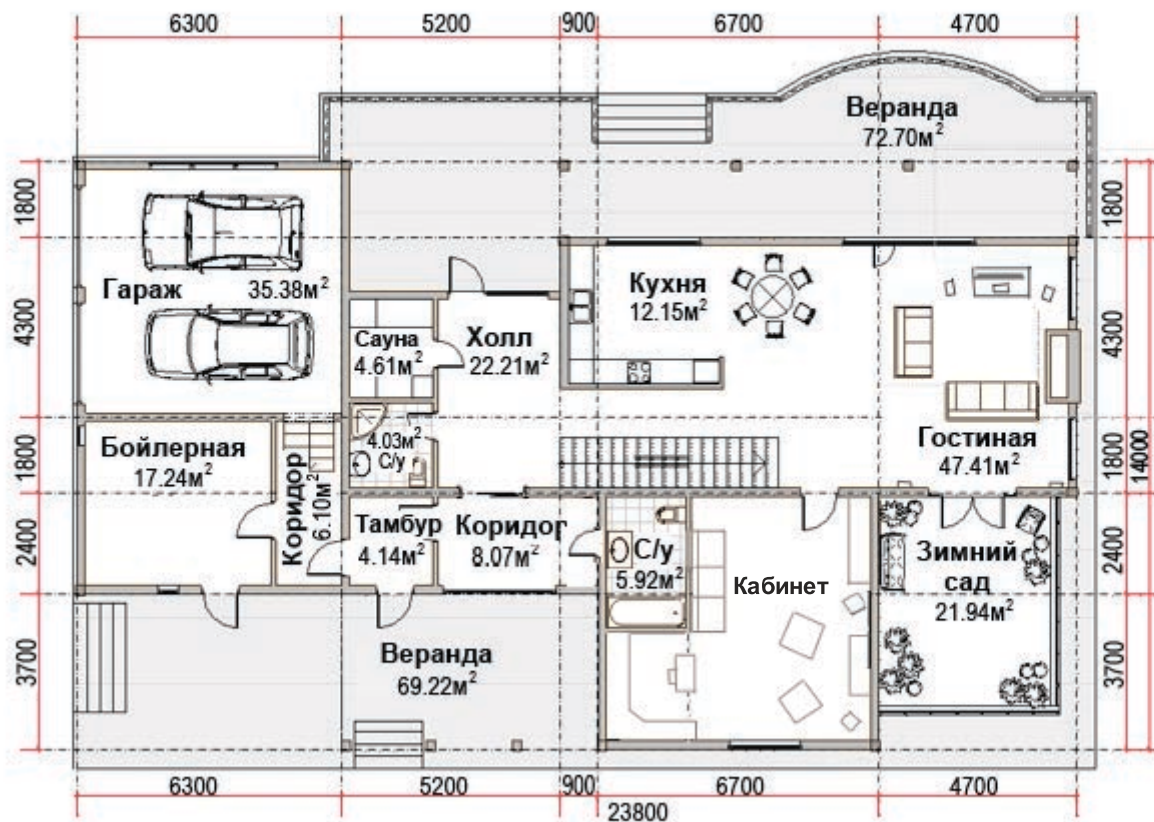 6300 5200 900 6700 4700
Веранда
72.70м²
1800
1800
Гараж 35.38м²
Кухня
12.15м²
4300
4300
Сауна
4.61м²
Холл
22.21м²
4.03м²
С/у
Бойлерная
17.24м²
Гостиная
47.41м²
1800
1800
14000
Коридор
6.10м²
Тамбур
4.14м²
Коридог
8.07м²
С/у
5.92м²
Кабинет
Зимний
сад
21.94м²
2400
2400
Веранда
69.22м²
3700
3700
6300 5200 900 6700 4700
23800